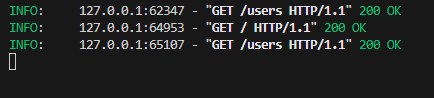 INFO:     127.0.0.1:62347 - "GET /users HTTP/1.1" 200 OK
INFO:     127.0.0.1:64953 - "GET / HTTP/1.1" 200 OK
INFO:     127.0.0.1:65107 - "GET /users HTTP/1.1" 200 OK